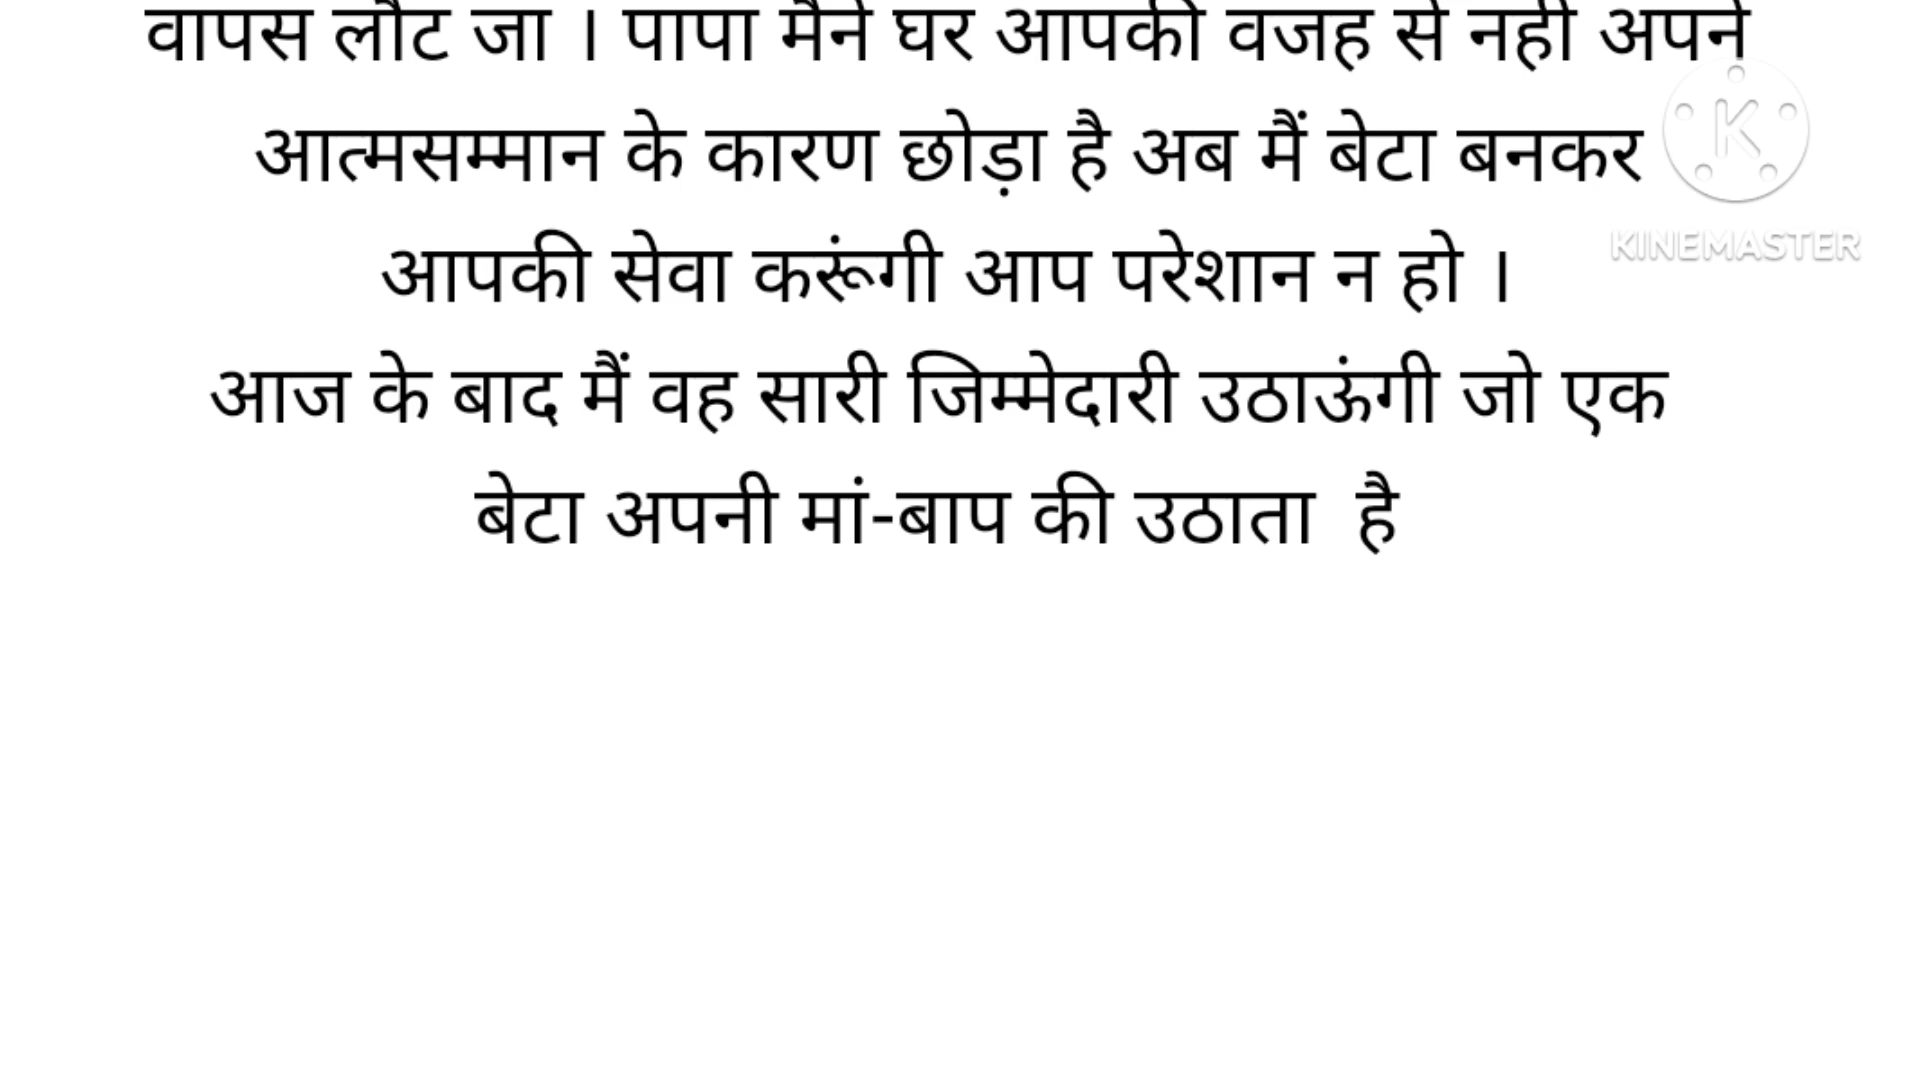 वापस लौट जा । पापा मैने घर आपकी वजह से नही अपने
आत्मसम्मान के कारण छोड़ा है अब मैं बेटा बनकर
आपकी सेवा करूंगी आप परेशान न हो ।
आज के बाद मैं वह सारी जिम्मेदारी उठाऊंगी जो एक
बेटा अपनी मां-बाप की उठाता  है
K
KINEMASTER